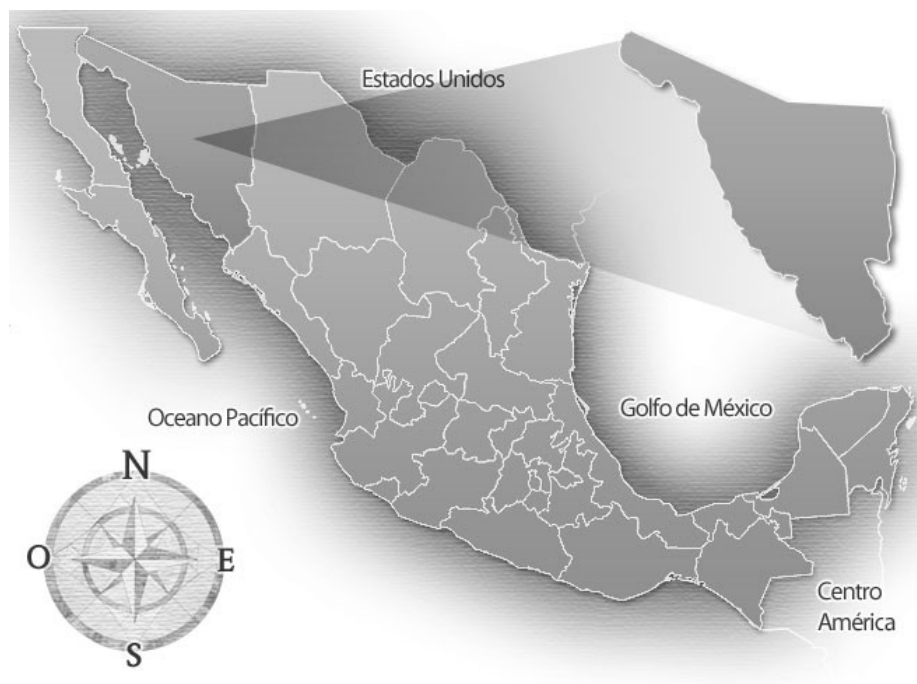 Estados Unidos
Oceano Pacífico
Golfo de México
N
O
E
S
Centro
América